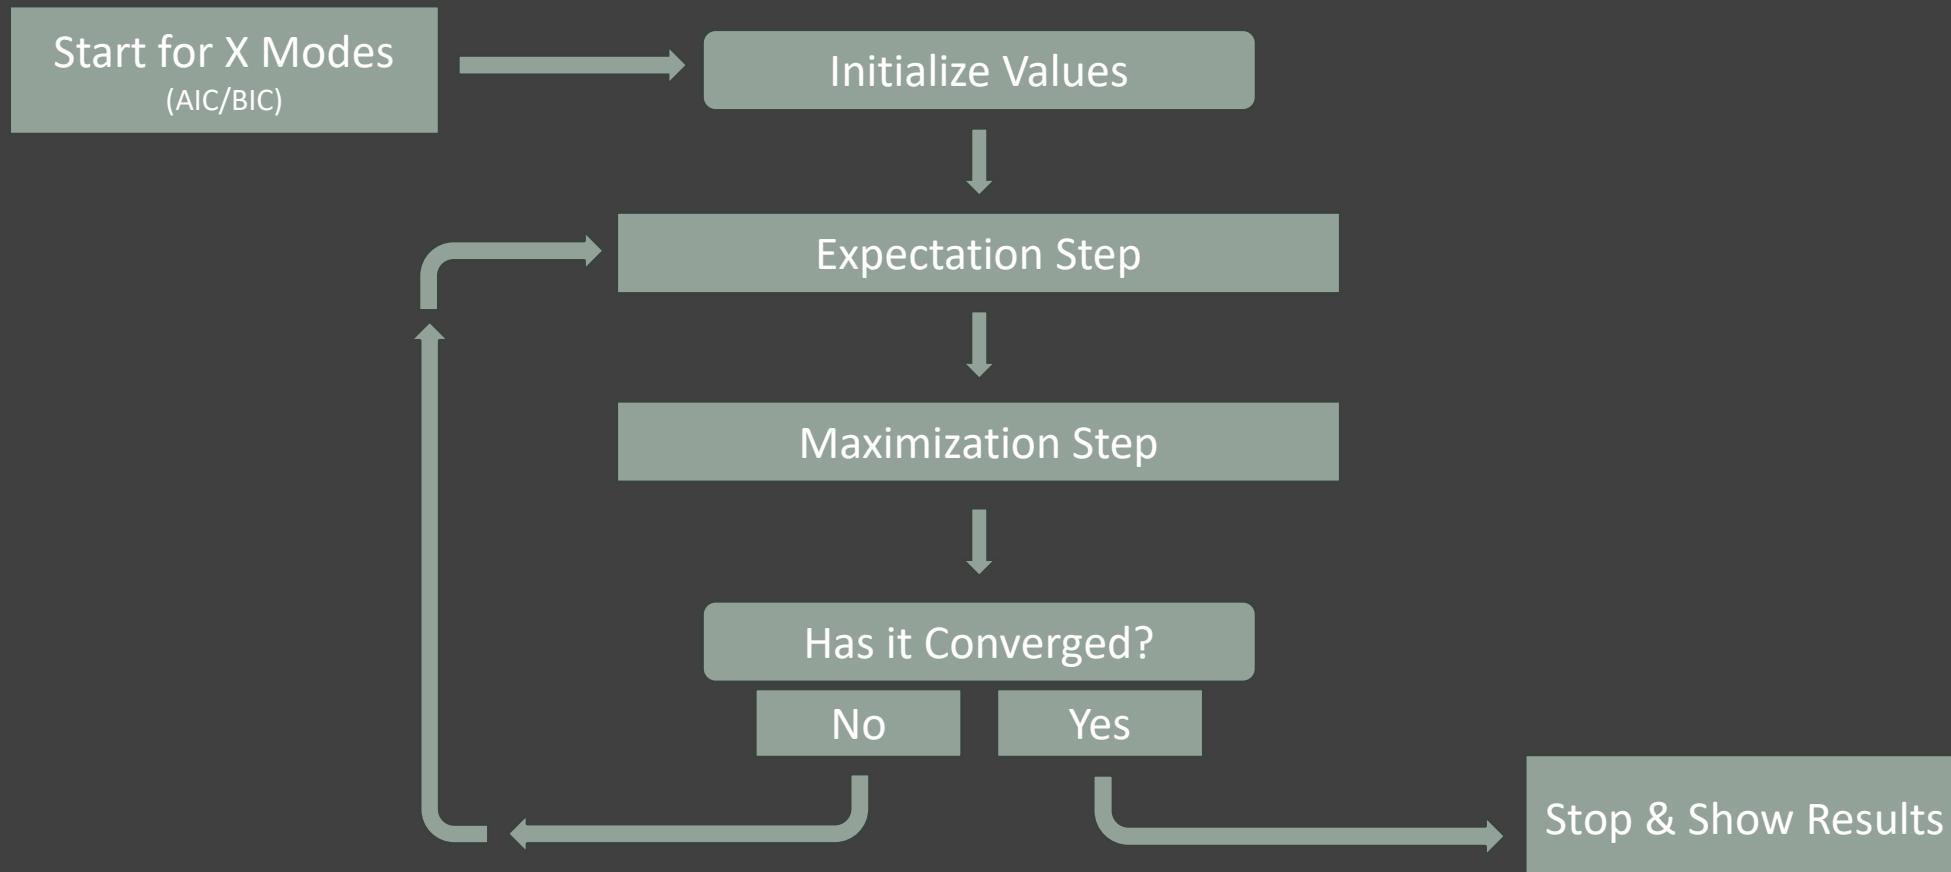 Start for X Modes
(AIC/BIC)
Initialize Values
Expectation Step
Maximization Step
Has it Converged?
No
Yes
Stop & Show Results